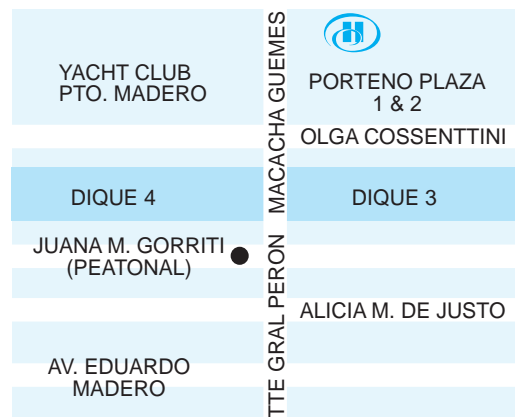 YACHT CLUB
PTO. MADERO
MACACHA GUEMES
H
PORTENO PLAZA
1 & 2
OLGA COSSENTTINI
DIQUE 4
DIQUE 3
JUANA M. GORRITI
(PEATONAL)
TTE GRAL PERON
ALICIA M. DE JUSTO
AV. EDUARDO
MADERO